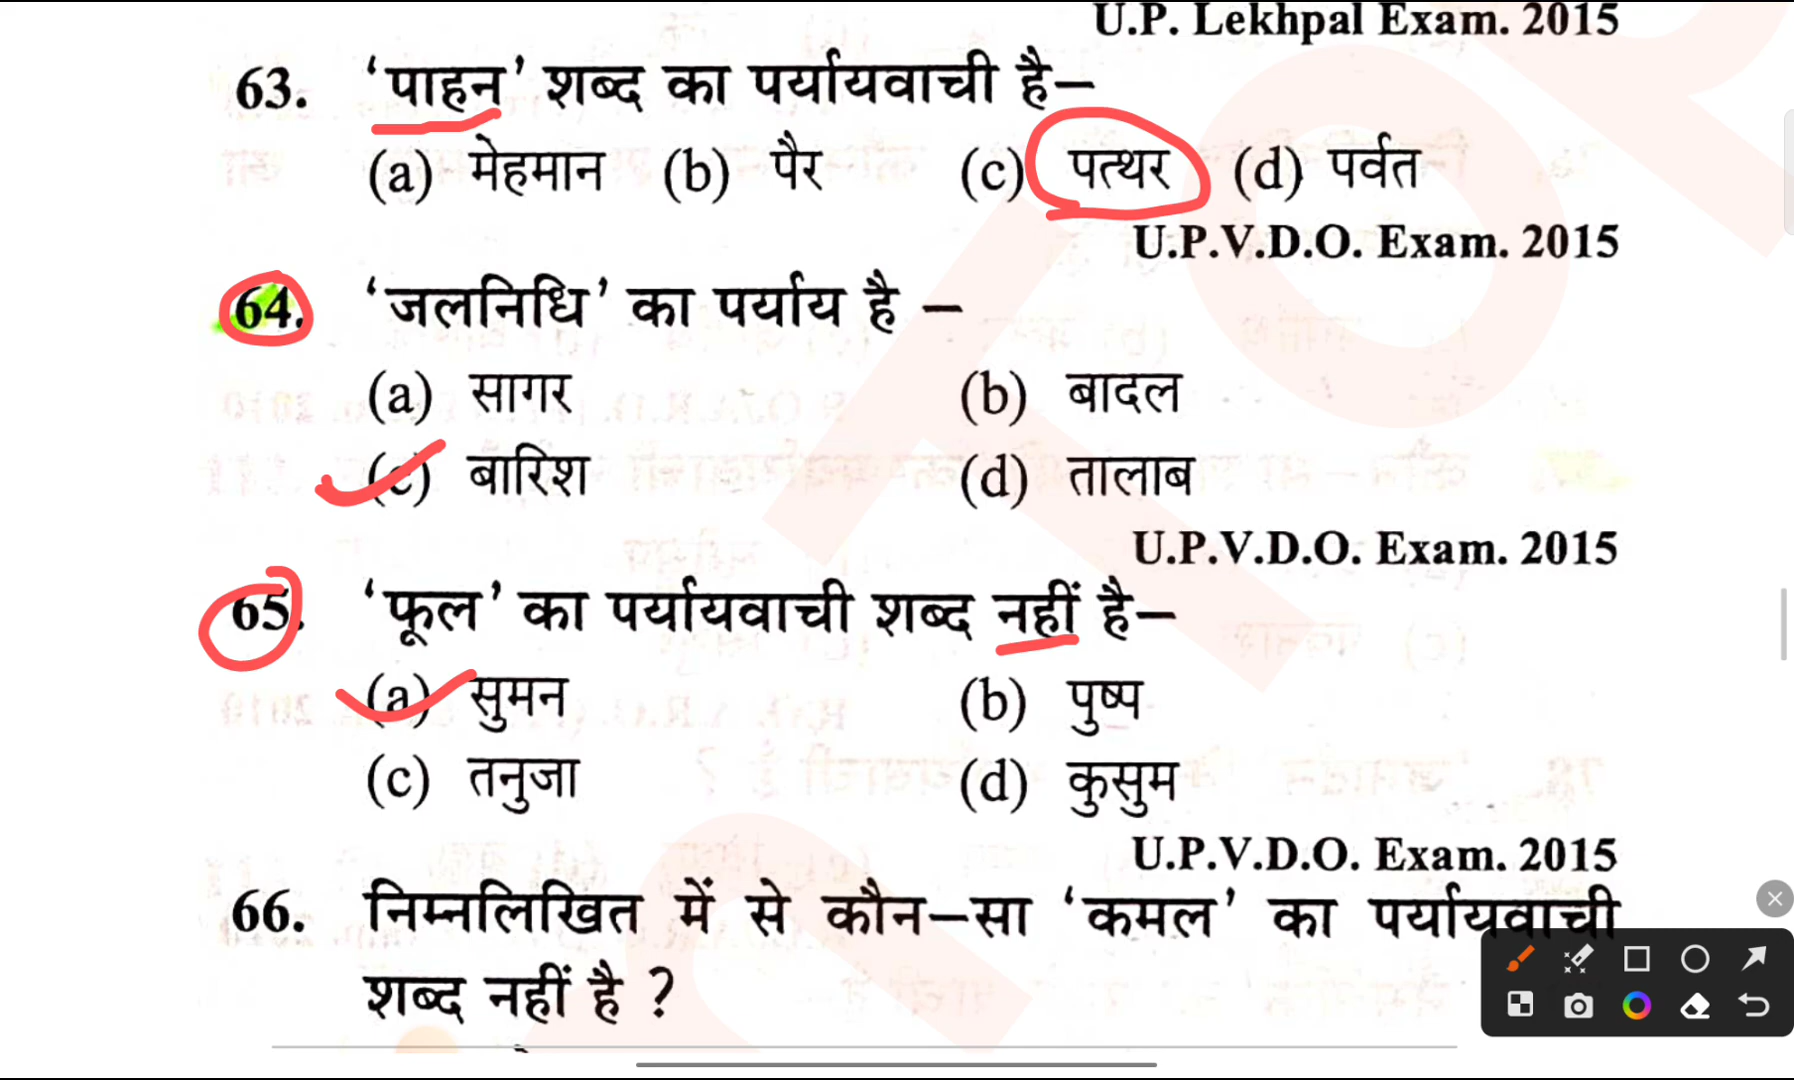 U.P. Lekhpal Exam. 2015
63. ‘पाहन’ शब्द का पर्यायवाची है–
(a) मेहमान (b) पैर (c) पत्थर (d) पर्वत
U.P.V.D.O. Exam. 2015
64. ‘जलनिधि’ का पर्याय है –
(a) सागर (b) बादल
(c) बारिश (d) तालाब
U.P.V.D.O. Exam. 2015
65. ‘फूल’ का पर्यायवाची शब्द नहीं है–
(a) सुमन (b) पुष्प
(c) तनुजा (d) कुसुम
U.P.V.D.O. Exam. 2015
66. निम्नलिखित में से कौन–सा ‘कमल’ का पर्यायवाची
शब्द नहीं है ?